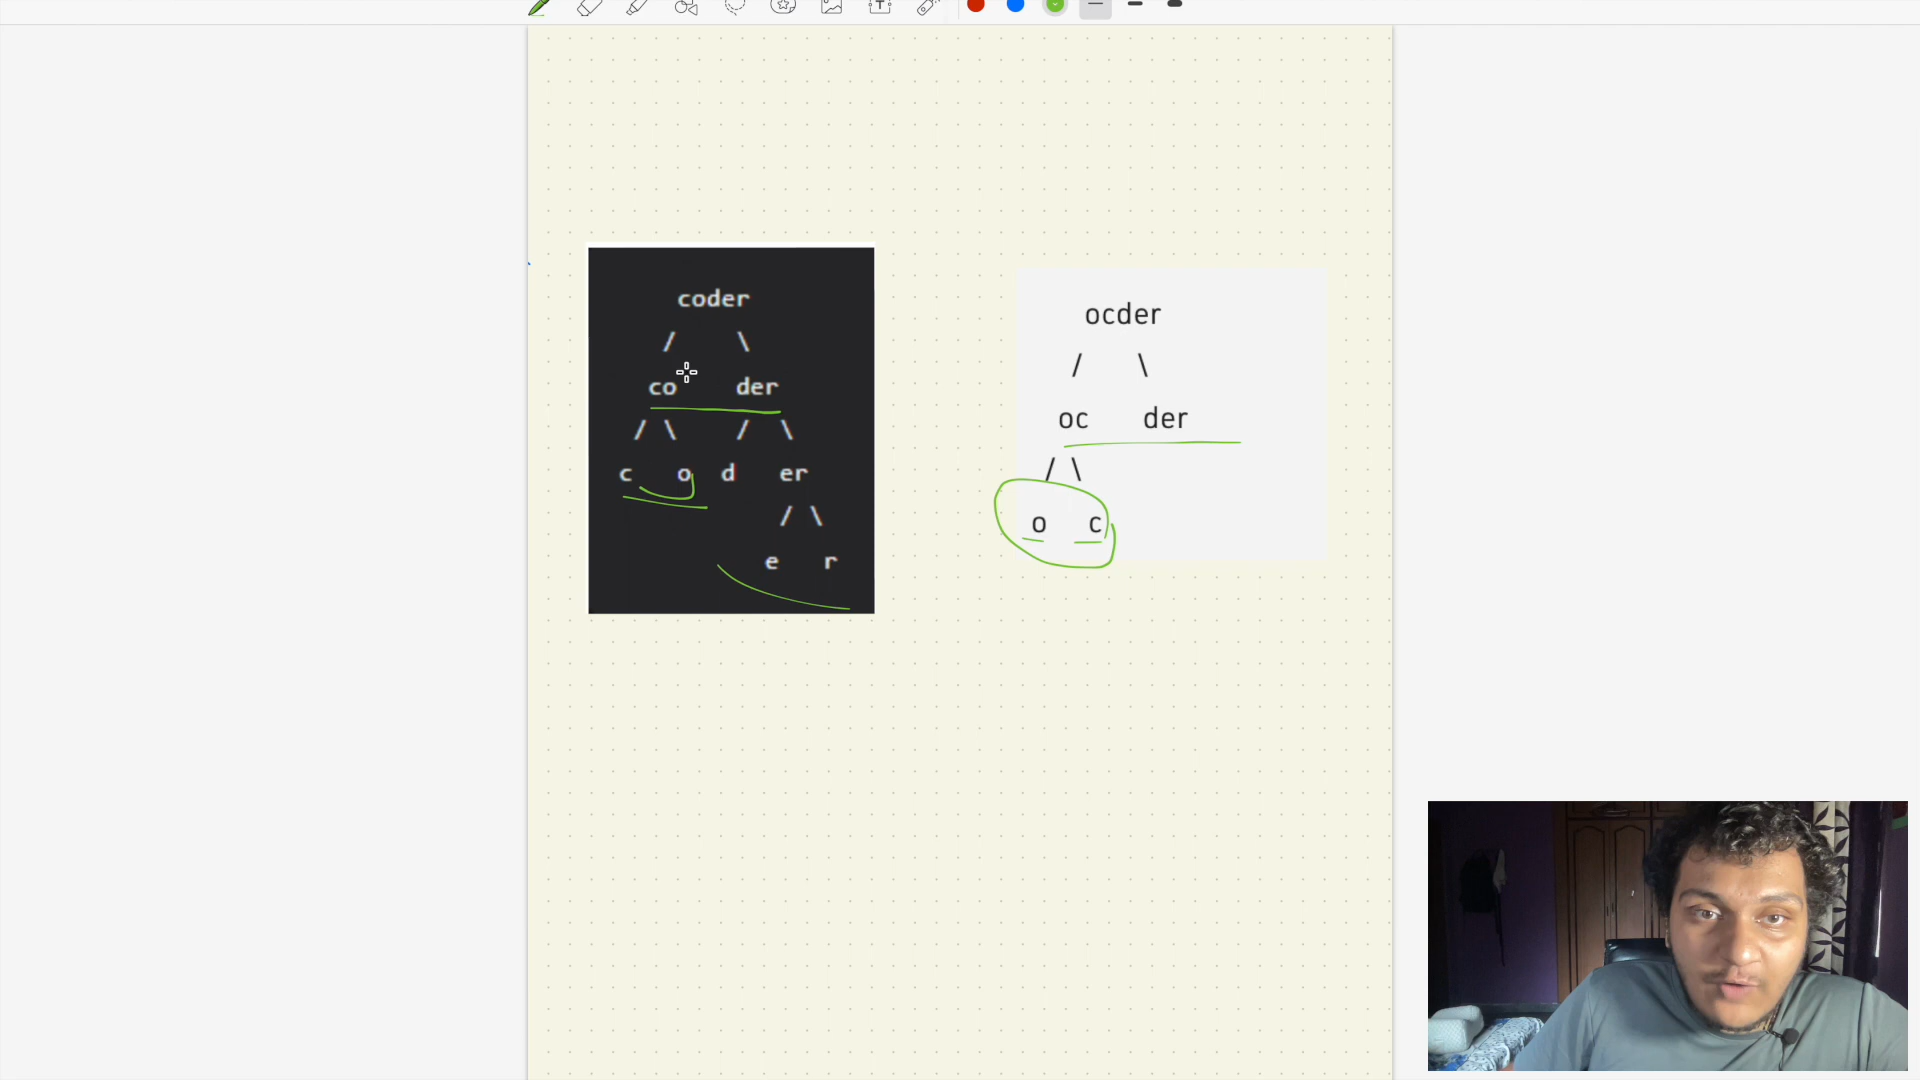 coder
/ \
co der
/ \ / \
c o d er
/ \
e r
ocder
/ \
oc der
/ \
o c